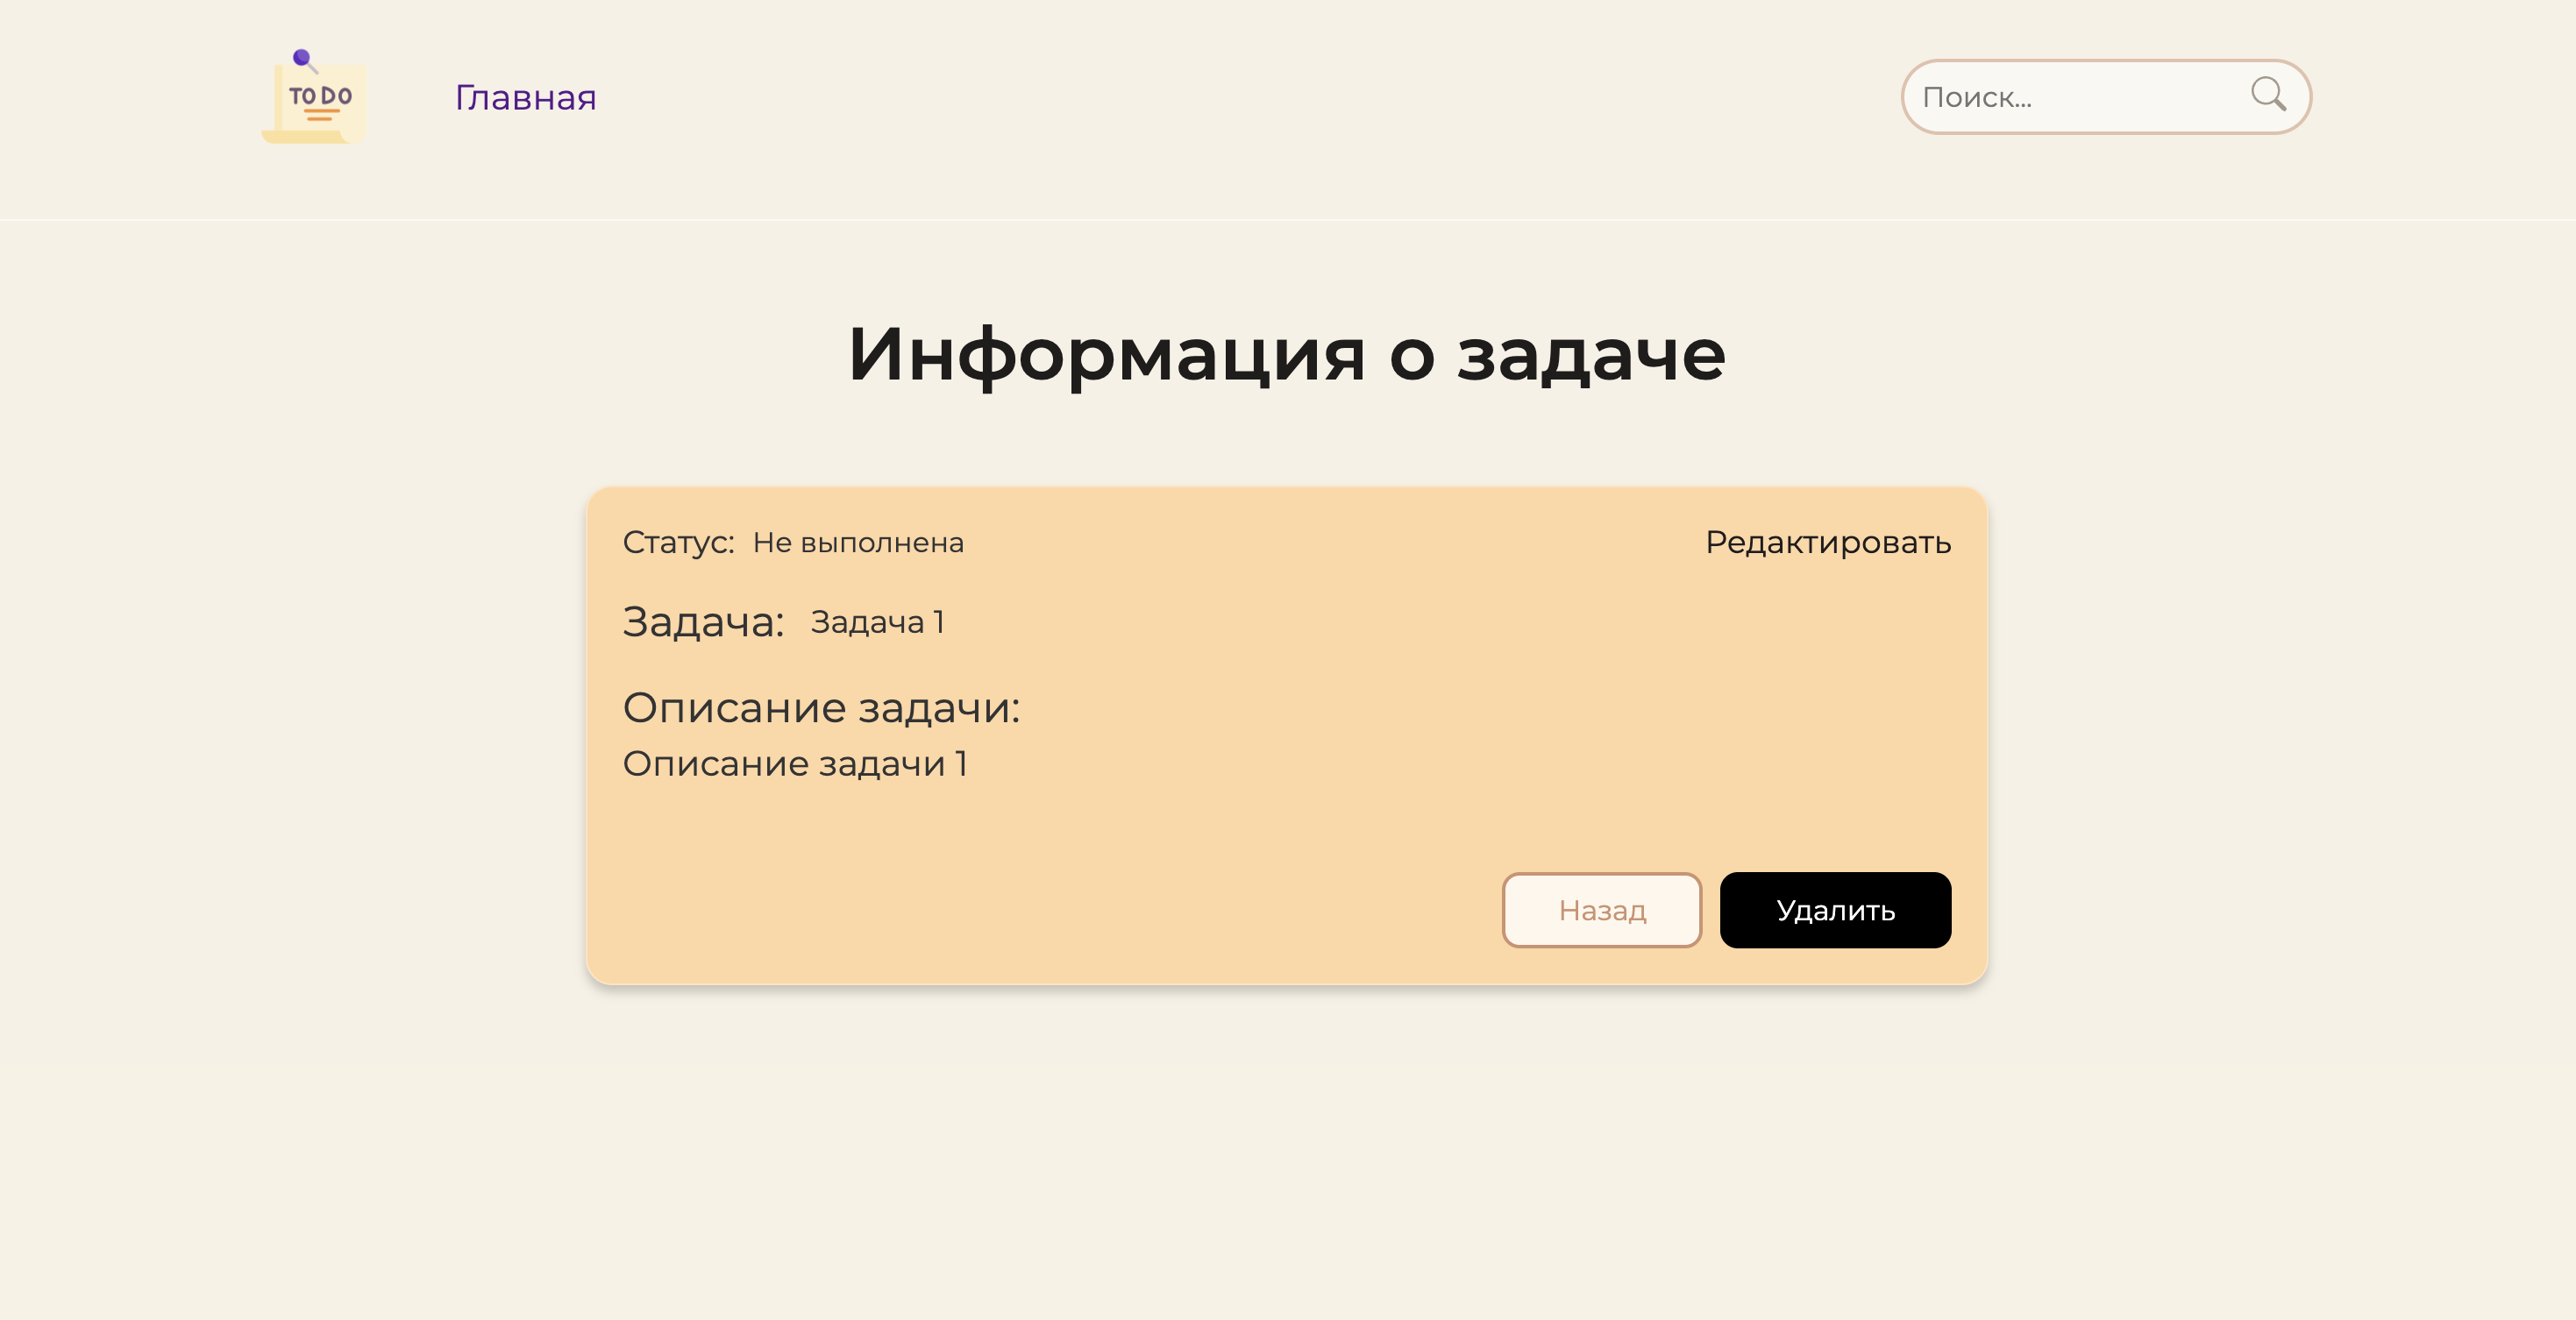 TO DO
Главная
Поиск...
Информация о задаче
Статус: Не выполнена
Редактировать
Задача: Задача 1
Описание задачи:
Описание задачи 1
Назад
Удалить